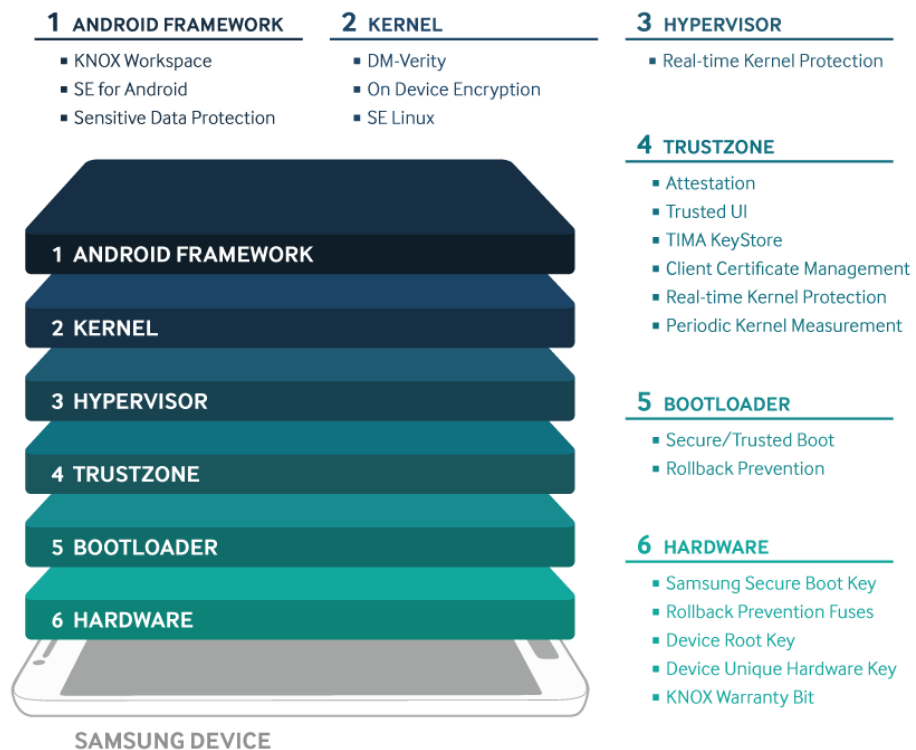 1 ANDROID FRAMEWORK
▪ KNOX Workspace
▪ SE for Android
▪ Sensitive Data Protection
2 KERNEL
▪ DM-Verity
▪ On Device Encryption
▪ SE Linux
3 HYPERVISOR
▪ Real-time Kernel Protection
4 TRUSTZONE
▪ Attestation
▪ Trusted UI
▪ TIMA KeyStore
▪ Client Certificate Management
▪ Real-time Kernel Protection
▪ Periodic Kernel Measurement
5 BOOTLOADER
▪ Secure/Trusted Boot
▪ Rollback Prevention
6 HARDWARE
▪ Samsung Secure Boot Key
▪ Rollback Prevention Fuses
▪ Device Root Key
▪ Device Unique Hardware Key
▪ KNOX Warranty Bit
1 ANDROID FRAMEWORK
2 KERNEL
3 HYPERVISOR
4 TRUSTZONE
5 BOOTLOADER
6 HARDWARE
SAMSUNG DEVICE